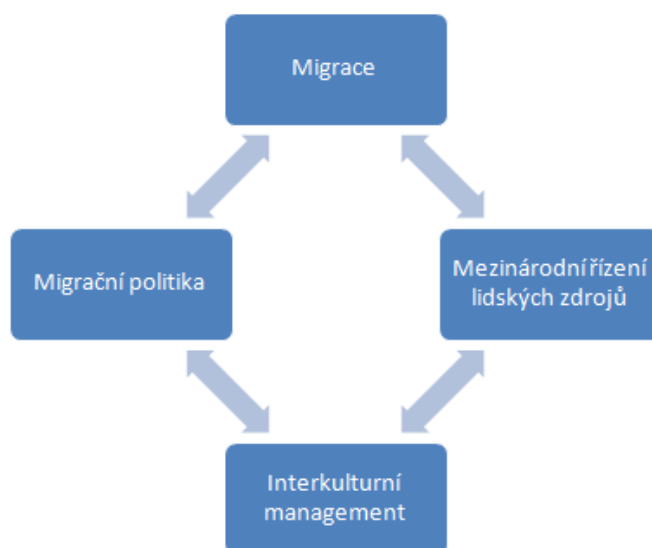 Migrace
Migrační politika
Mezinárodní řízení
lidských zdrojů
Interkulturní
management